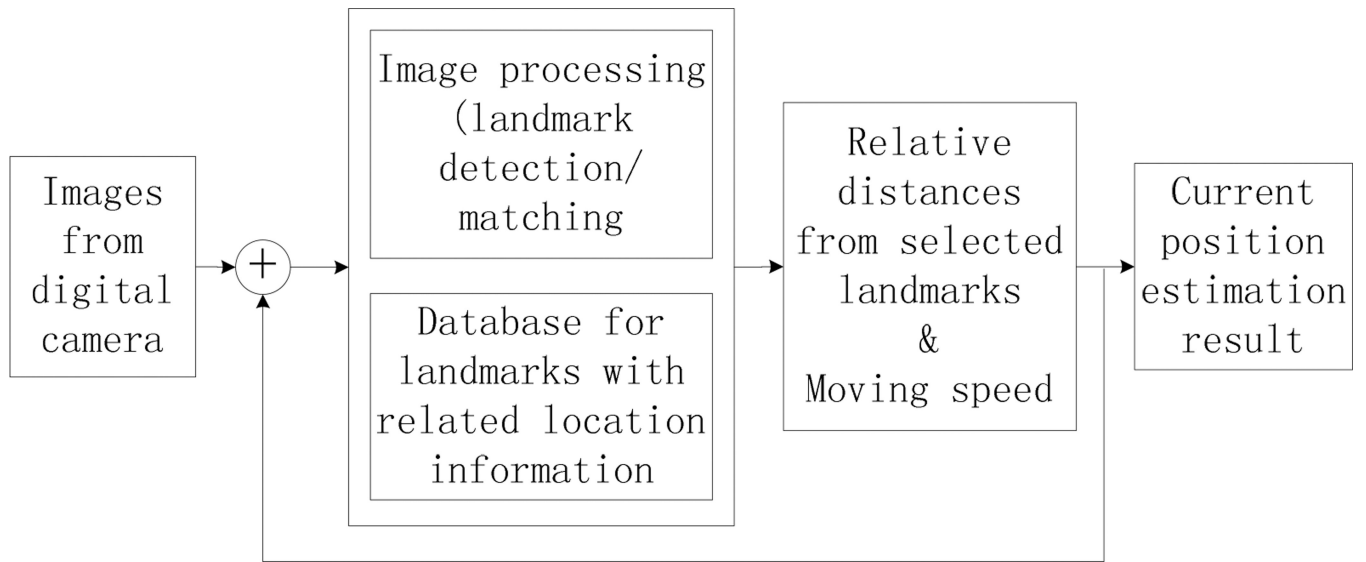 Images
from
digital
camera
+
Image processing
(landmark
detection/
matching
Database for
landmarks with
related location
information
Relative
distances
from selected
landmarks
&
Moving speed
Current
position
estimation
result